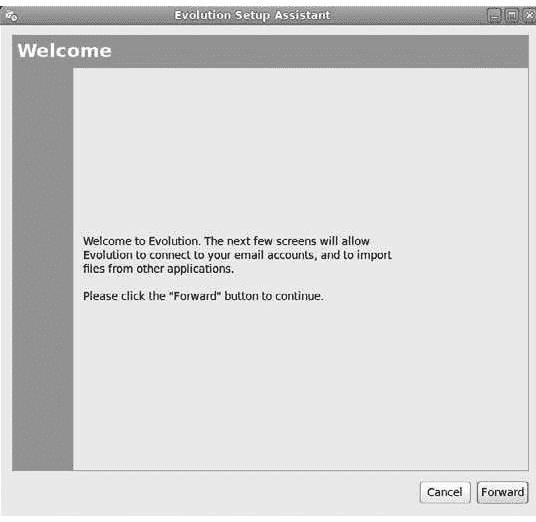 Evolution Setup Assistant
Welcome
Welcome to Evolution. The next few screens will allow
Evolution to connect to your email accounts, and to import
files from other applications.
Please click the "Forward" button to continue.
Cancel
Forward